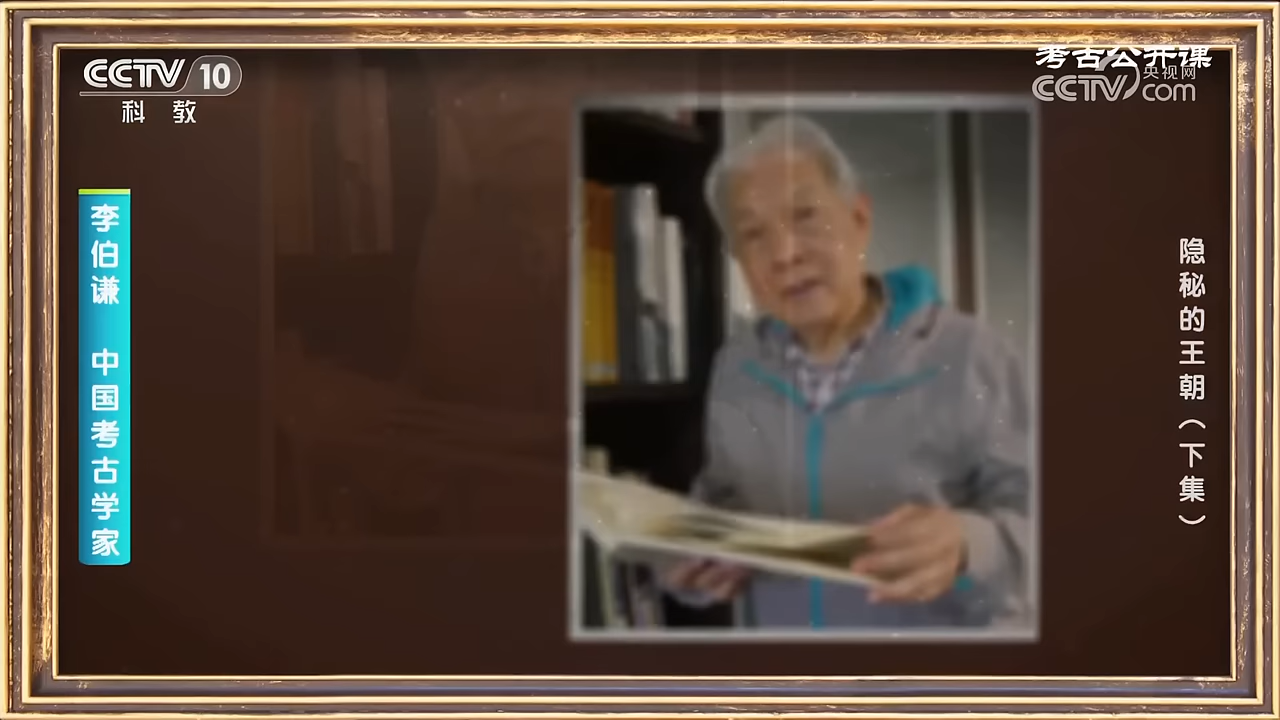 CCTV 10
科 教
考古公开课
央视网
CCTV com
李伯谦 中国考古学家
隐秘的王朝（下集）